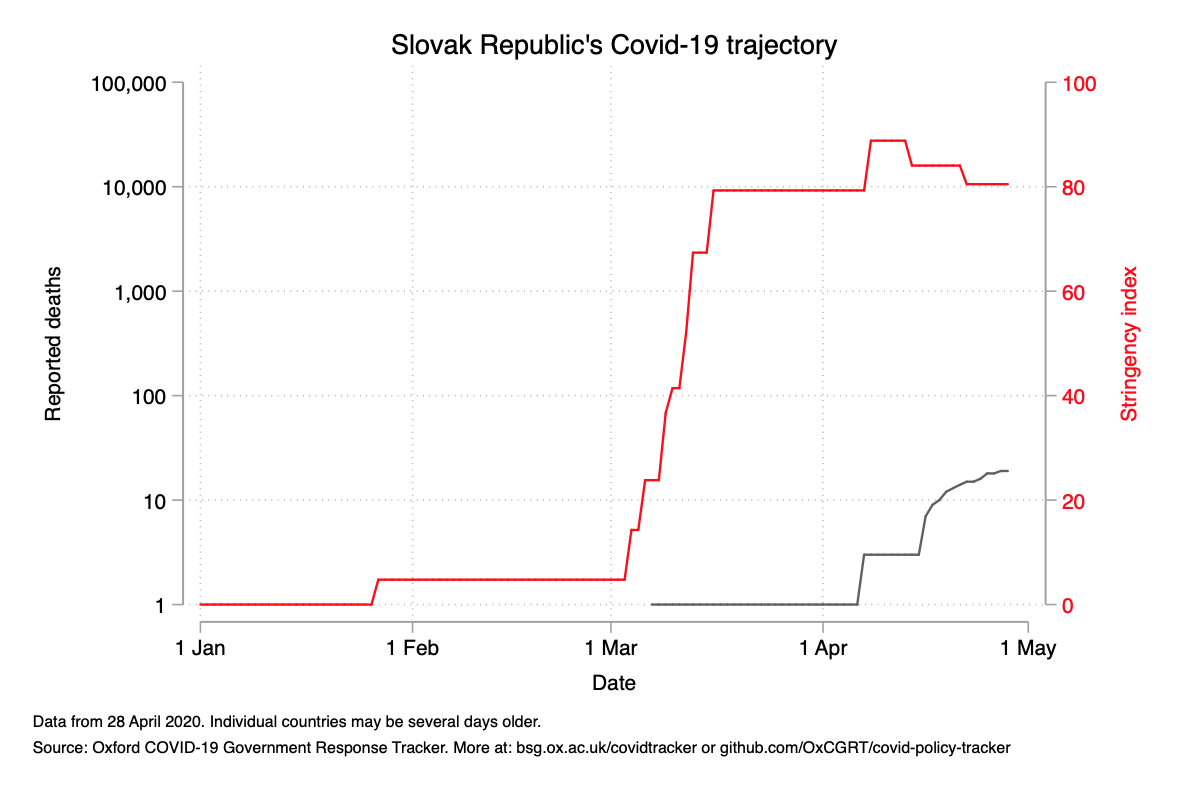 Slovak Republic's Covid-19 trajectory
100,000
10,000
1,000
100
10
1
Reported deaths
100
80
60
40
20
0
Stringency index
1 Jan
1 Feb
1 Mar
1 Apr
1 May
Date
Data from 28 April 2020. Individual countries may be several days older.
Source: Oxford COVID-19 Government Response Tracker. More at: bsg.ox.ac.uk/covidtracker or github.com/OxCGRT/covid-policy-tracker